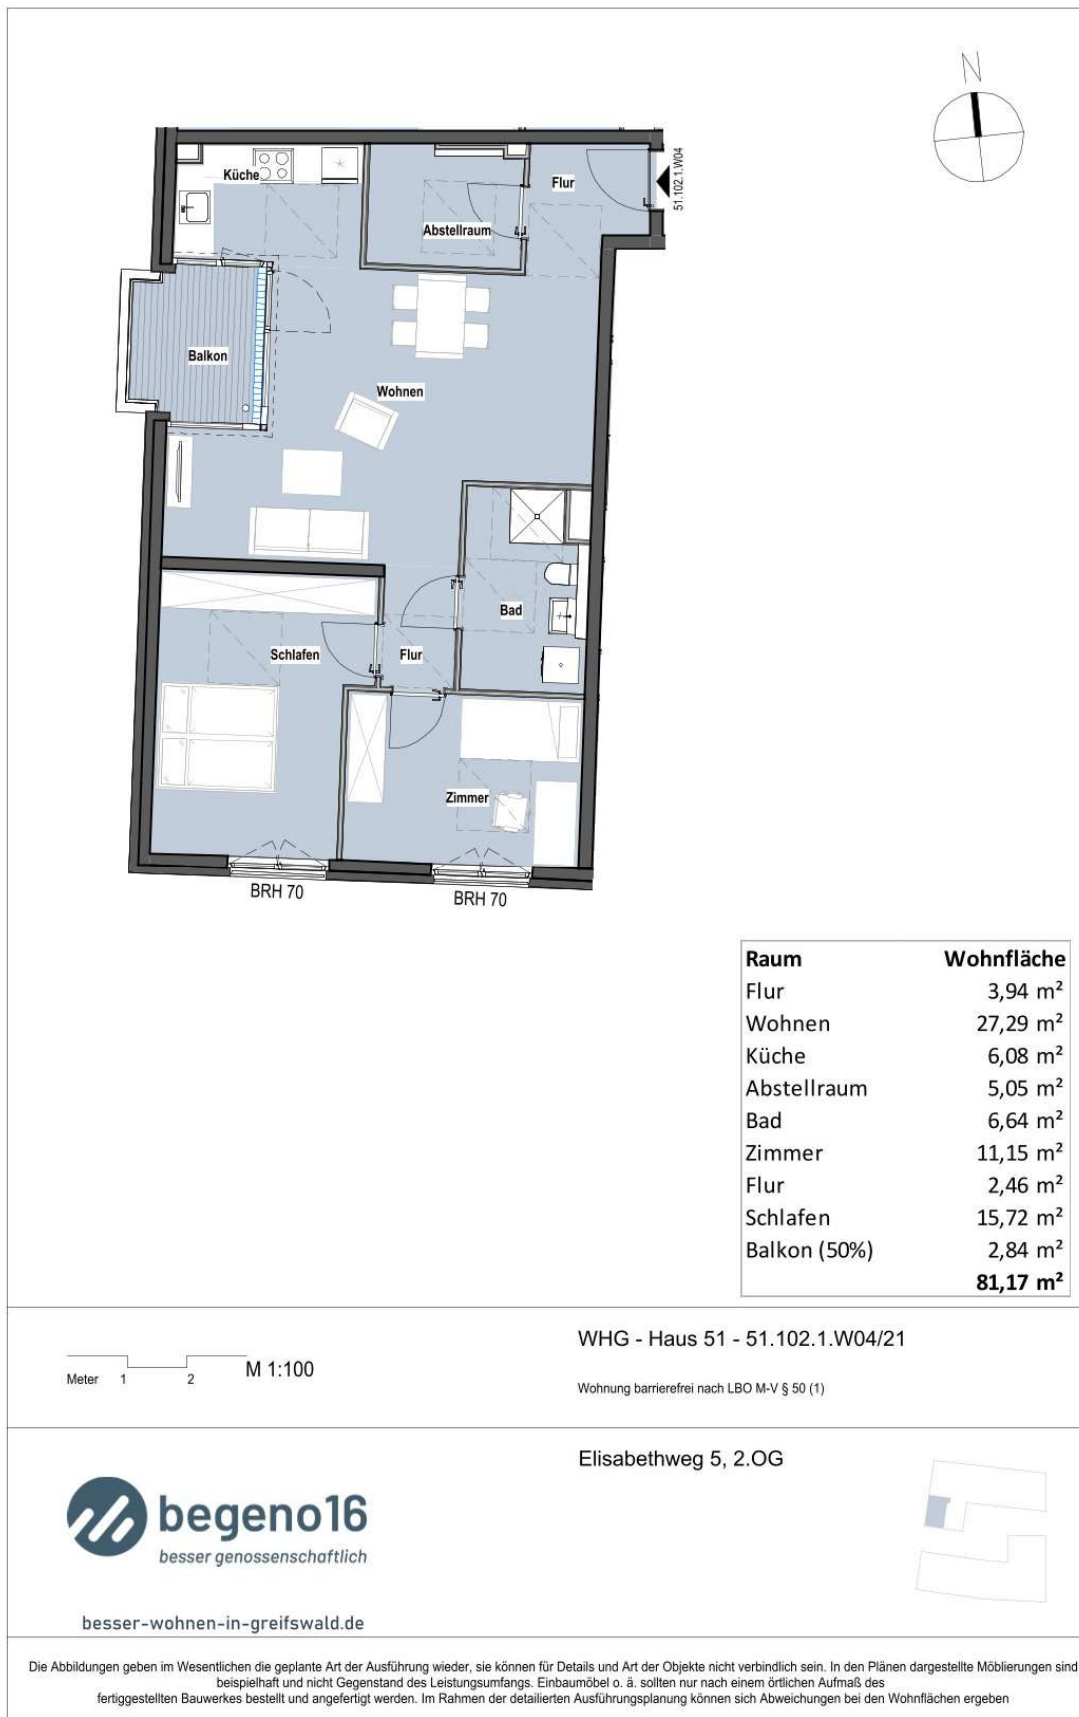 N
51.102.1.W04
Küche
Flur
Abstellraum
Balkon
Wohnen
Bad
Schlafen
Flur
Zimmer
BRH 70
BRH 70
Raum Wohnfläche
Flur 3,94 m²
Wohnen 27,29 m²
Küche 6,08 m²
Abstellraum 5,05 m²
Bad 6,64 m²
Zimmer 11,15 m²
Flur 2,46 m²
Schlafen 15,72 m²
Balkon (50%) 2,84 m²
81,17 m²
Meter 1 2 M 1:100
WHG - Haus 51 - 51.102.1.W04/21
Wohnung barrierefrei nach LBO M-V § 50 (1)
Elisabethweg 5, 2.OG
begeno16
besser genossenschaftlich
besser-wohnen-in-greifswald.de
Die Abbildungen geben im Wesentlichen die geplante Art der Ausführung wieder, sie können für Details und Art der Objekte nicht verbindlich sein. In den Plänen dargestellte Möblierungen sind
beispielhaft und nicht Gegenstand des Leistungsumfangs. Einbaumöbel o. ä. sollten nur nach einem örtlichen Aufmaß des
fertiggestellten Bauwerkes bestellt und angefertigt werden. Im Rahmen der detailierten Ausführungsplanung können sich Abweichungen bei den Wohnflächen ergeben